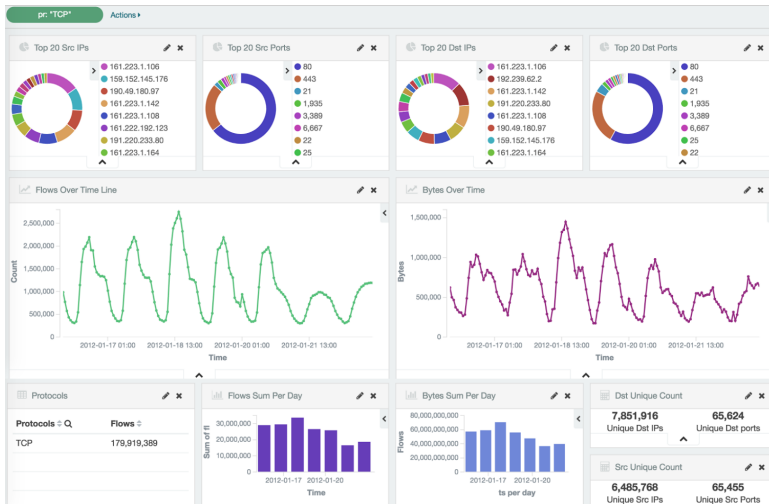 pr: "TCP" Actions
Top 20 Src IPs
161.223.1.106
159.152.145.176
190.49.180.97
161.223.1.142
161.223.1.108
161.222.192.123
191.220.233.80
161.223.1.164
Top 20 Src Ports
80
443
21
1,935
3,389
6,667
22
25
Top 20 Dst IPs
161.223.1.106
192.239.62.2
161.223.1.142
191.220.233.80
161.223.1.108
190.49.180.97
159.152.145.176
161.223.1.164
Top 20 Dst Ports
80
443
21
1,935
3,389
6,667
25
22
Flows Over Time Line
Count
2,500,000
2,000,000
1,500,000
1,000,000
500,000
0
2012-01-17 01:00 2012-01-18 13:00 2012-01-20 01:00 2012-01-21 13:00
Time
Bytes Over Time
Bytes
1,500,000
1,000,000
500,000
0
2012-01-17 01:00 2012-01-18 13:00 2012-01-20 01:00 2012-01-21 13:00
Time
Protocols
Protocols Flows
TCP 179,919,389
Flows Sum Per Day
Sum of fl
30,000,000
20,000,000
10,000,000
0
2012-01-17 2012-01-20
Time
Bytes Sum Per Day
Flows
80,000,000,000
60,000,000,000
40,000,000,000
20,000,000,000
0
2012-01-17 2012-01-20
ts per day
Dst Unique Count
7,851,916 65,624
Unique Dst IPs Unique Dst ports
Src Unique Count
6,485,768 65,455
Unique Src IPs Unique Src Ports